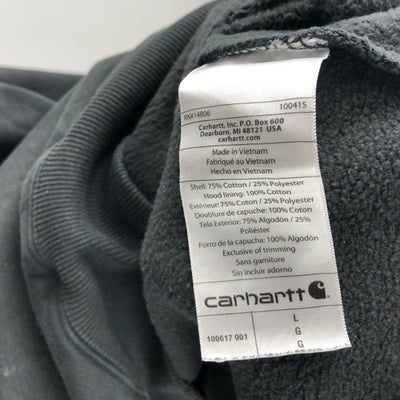 RN#14806 100415
Carhartt, Inc. P.O. Box 600
Dearborn, MI 48121 USA
carhartt.com
Made in Vietnam
Fabriqué au Vietnam
Hecho en Vietnam
Shell: 75% Cotton / 25% Polyester
Hood lining: 100% Cotton
Extérieur: 75% Coton / 25% Polyester
Doublure de capuche: 100% Coton
Tela Exterior: 75% Algodón / 25%
Poliéster
Forro de la capucha: 100% Algodón
Exclusive of trimming
Sans garniture
Sin incluir adorno
carhartt
L
100617 001 G
G